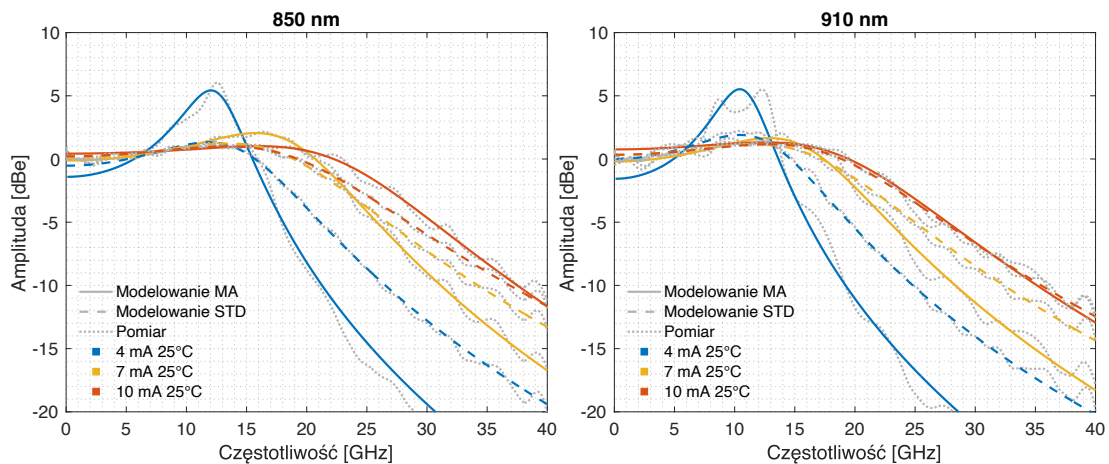 850 nm
10
5
0
-5
-10
-15
-20
Amplituda [dBe]
Modelowanie MA
Modelowanie STD
Pomiar
4 mA 25°C
7 mA 25°C
10 mA 25°C
0 5 10 15 20 25 30 35 40
Częstotliwość [GHz]
910 nm
10
5
0
-5
-10
-15
-20
Amplituda [dBe]
Modelowanie MA
Modelowanie STD
Pomiar
4 mA 25°C
7 mA 25°C
10 mA 25°C
0 5 10 15 20 25 30 35 40
Częstotliwość [GHz]